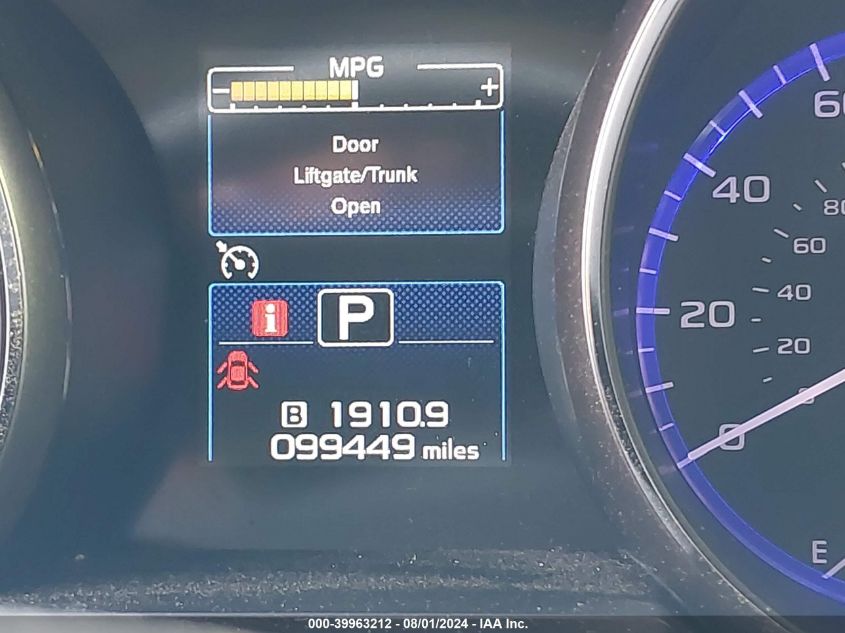 MPG
- +
Door
Liftgate/Trunk
Open
i P
B 1910.9
099449 miles
60
40
20
0
80
60
40
20
0
E
000-39963212 - 08/01/2024 - IAA Inc.